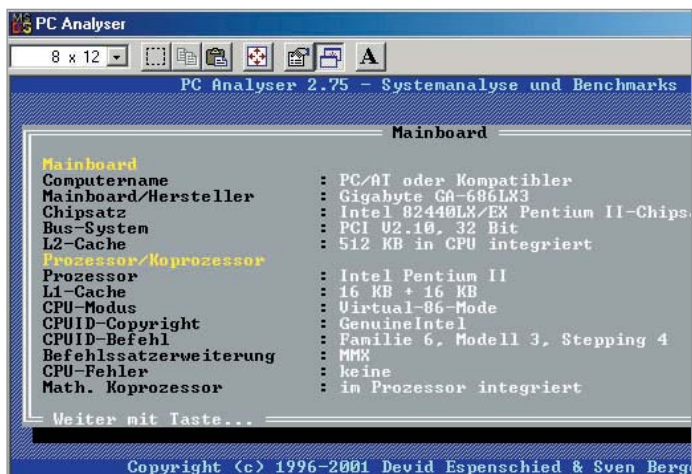 PC Analyser
8 x 12
A
PC Analyser 2.75 - Systemanalyse und Benchmarks
Mainboard
Mainboard
Computername : PC/AT oder Kompatibler
Mainboard/Hersteller : Gigabyte GA-686LX3
Chipsatz : Intel 82440LX/EX Pentium II-Chips
Bus-System : PCI V2.10, 32 Bit
L2-Cache : 512 KB in CPU integriert
Prozessor/Koprozessor
Prozessor : Intel Pentium II
L1-Cache : 16 KB + 16 KB
CPU-Modus : Virtual-86-Mode
CPUID-Copyright : GenuineIntel
CPUID-Befehl : Familie 6, Modell 3, Stepping 4
Befehlssatzerweiterung : MMX
CPU-Fehler : keine
Math. Koprozessor : im Prozessor integriert
Weiter mit Taste...
Copyright (c) 1996-2001 Devid Espenschied & Sven Berg